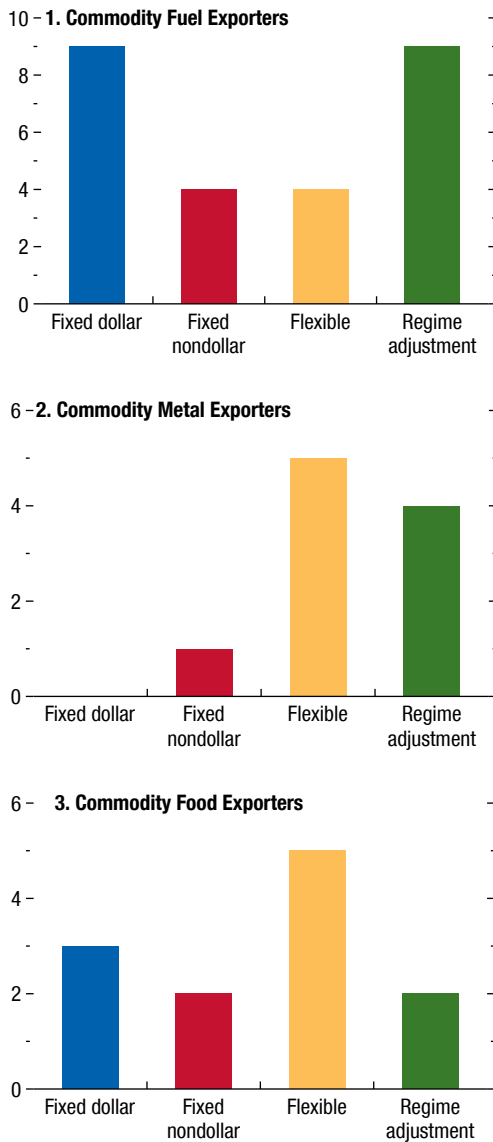 1. Commodity Fuel Exporters
10
8
6
4
2
0
Fixed dollar
Fixed
nondollar
Flexible
Regime
adjustment
2. Commodity Metal Exporters
6
4
2
0
Fixed dollar
Fixed
nondollar
Flexible
Regime
adjustment
3. Commodity Food Exporters
6
4
2
0
Fixed dollar
Fixed
nondollar
Flexible
Regime
adjustment